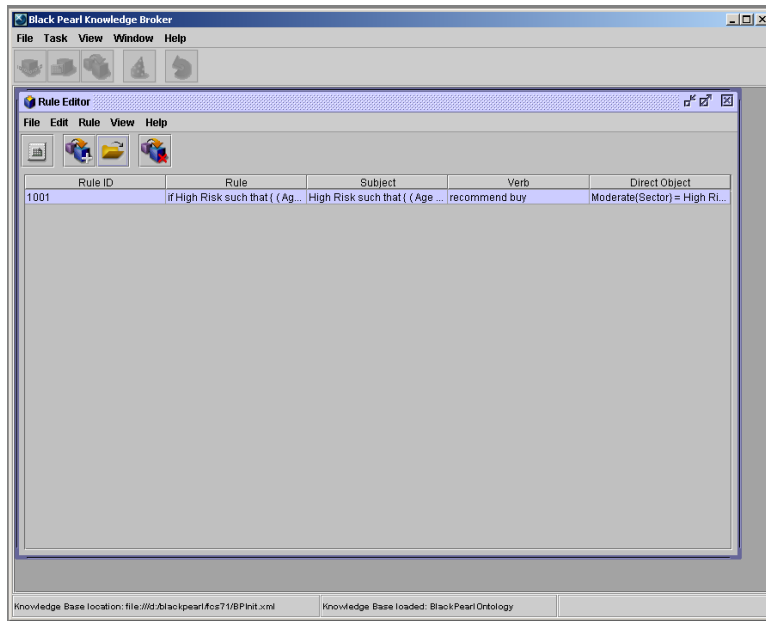 Black Pearl Knowledge Broker
File Task View Window Help
Rule Editor
File Edit Rule View Help
Rule ID Rule Subject Verb Direct Object
1001 if High Risk such that ( ( Ag... High Risk such that ( ( Age ... recommend buy Moderate(Sector) = High Ri...
Knowledge Base location: file:///d:/blackpearl/fcs71/BPInit.xml Knowledge Base loaded: BlackPearlOntology